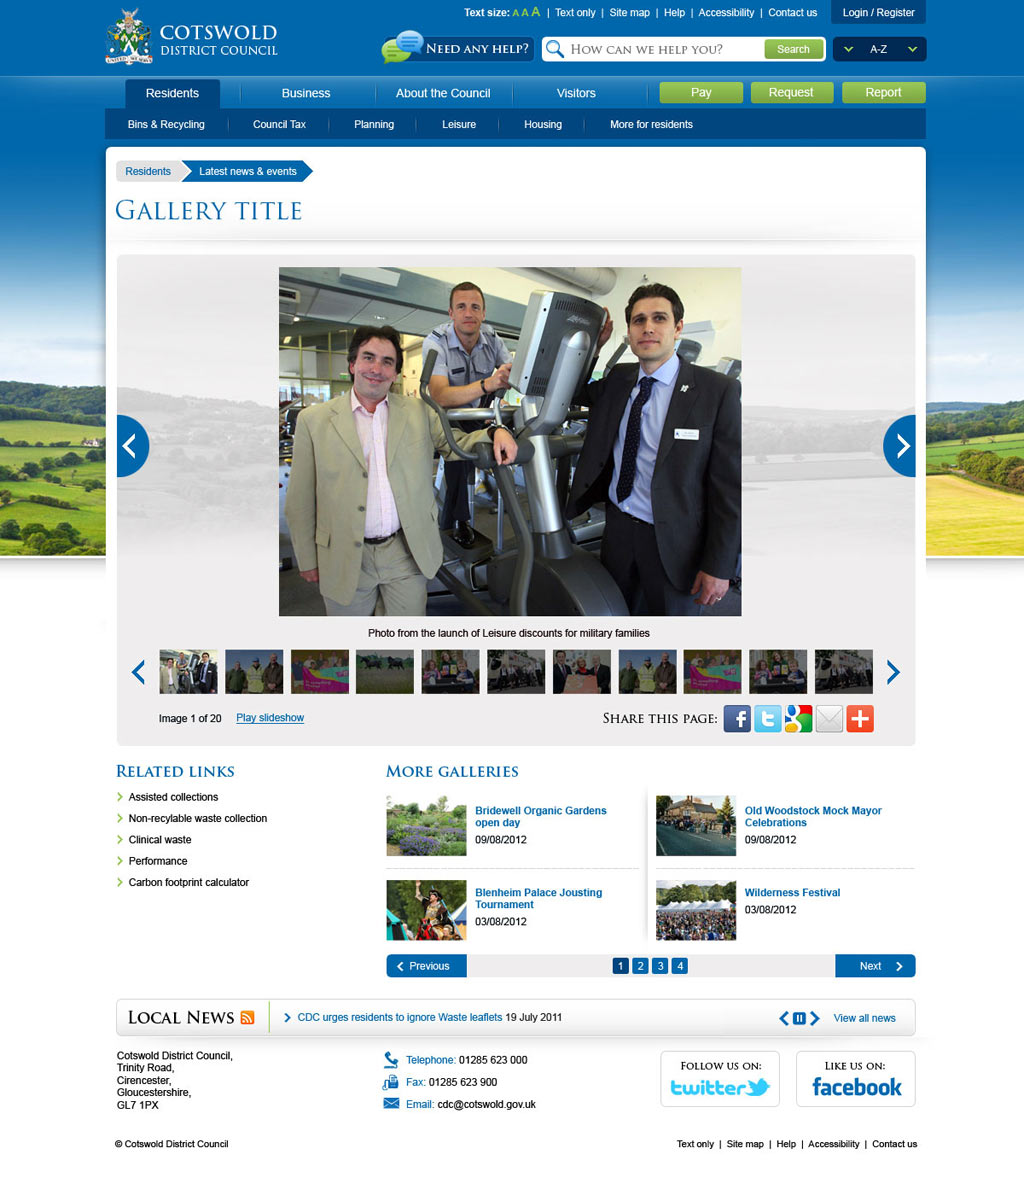 COTSWOLD
DISTRICT COUNCIL
Text size: A A A | Text only | Site map | Help | Accessibility | Contact us
Login / Register
Need any help?
How can we help you?
Search
A-Z
Residents
Business
About the Council
Visitors
Pay
Request
Report
Bins & Recycling
Council Tax
Planning
Leisure
Housing
More for residents
Residents
Latest news & events
Gallery title
Photo from the launch of Leisure discounts for military families
Image 1 of 20
Play slideshow
Share this page:
Related links
Assisted collections
Non-recylable waste collection
Clinical waste
Performance
Carbon footprint calculator
More galleries
Bridewell Organic Gardens
open day
09/08/2012
Old Woodstock Mock Mayor
Celebrations
09/08/2012
Blenheim Palace Jousting
Tournament
03/08/2012
Wilderness Festival
03/08/2012
Previous
1 2 3 4
Next
Local News
CDC urges residents to ignore Waste leaflets 19 July 2011
View all news
Cotswold District Council,
Trinity Road,
Cirencester,
Gloucestershire,
GL7 1PX
Telephone: 01285 623 000
Fax: 01285 623 900
Email: cdc@cotswold.gov.uk
Follow us on:
twitter
Like us on:
facebook
© Cotswold District Council
Text only | Site map | Help | Accessibility | Contact us